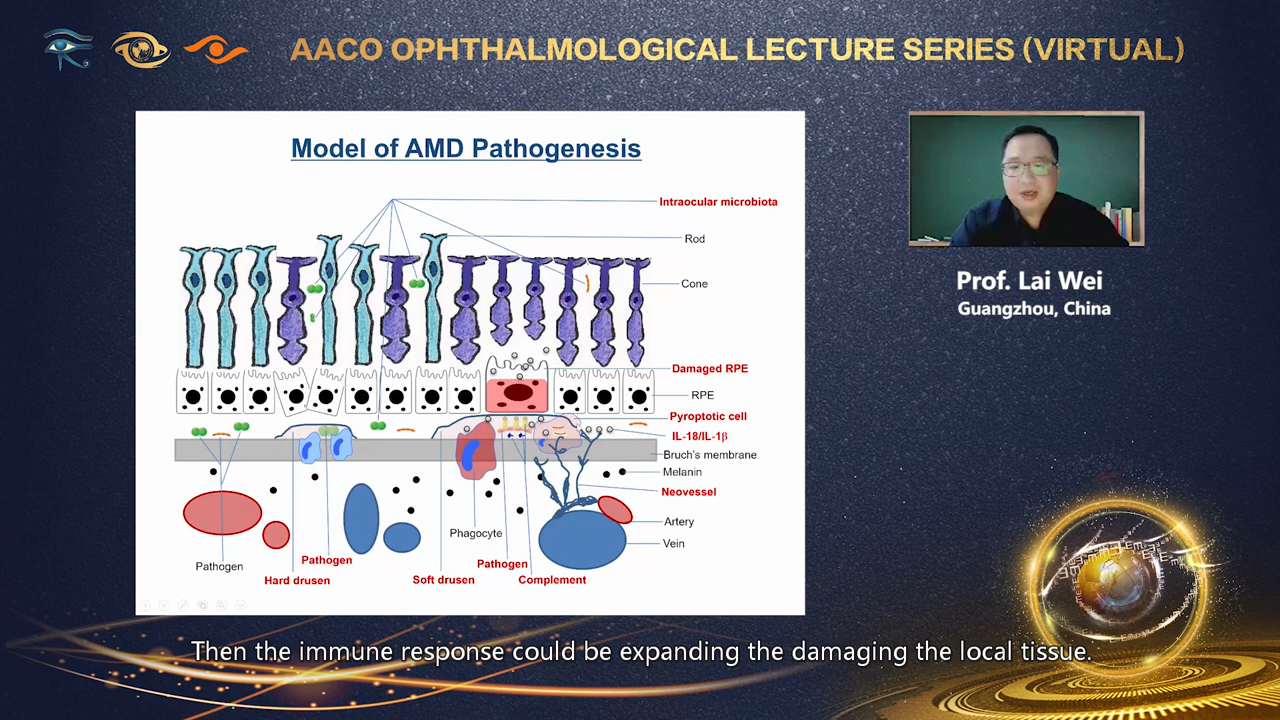 AACO OPHTHALMOLOGICAL LECTURE SERIES (VIRTUAL)
Model of AMD Pathogenesis
Intraocular microbiota
Rod
Cone
Damaged RPE
RPE
Pyroptotic cell
IL-18/IL-1β
Bruch's membrane
Melanin
Neovessel
Artery
Vein
Phagocyte
Pathogen
Pathogen
Pathogen
Hard drusen
Soft drusen
Complement
Prof. Lai Wei
Guangzhou, China
Then the immune response could be expanding the damaging the local tissue.